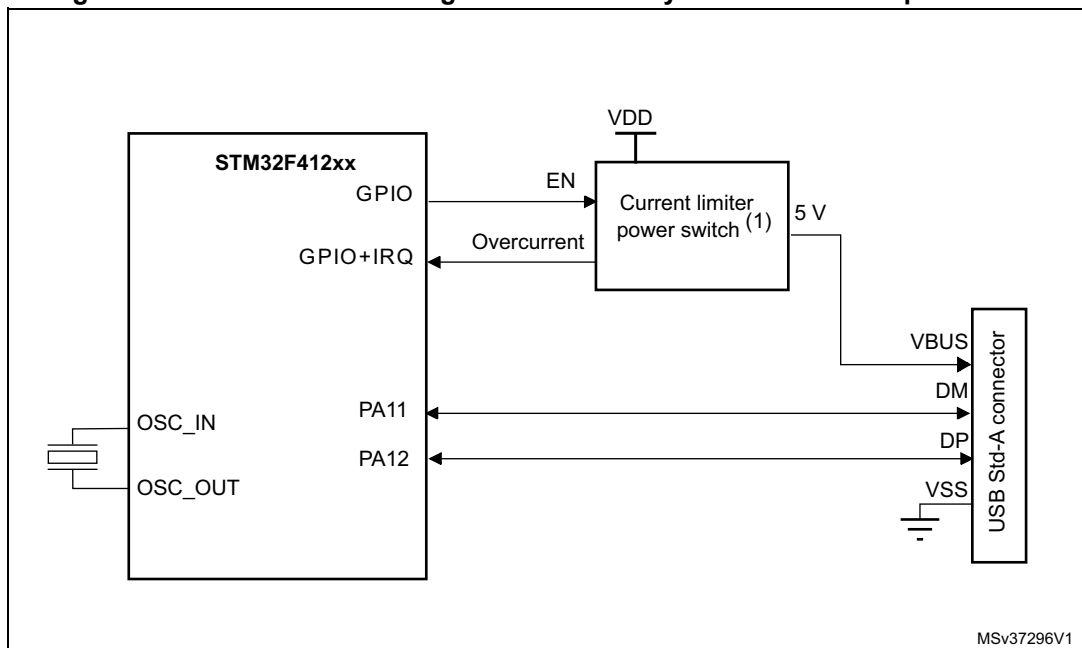 STM32F412xx
GPIO
GPIO+IRQ
OSC_IN
OSC_OUT
PA11
PA12
EN
Overcurrent
VDD
Current limiter
power switch (1)
5 V
VBUS
DM
DP
VSS
USB Std-A connector
MSv37296V1